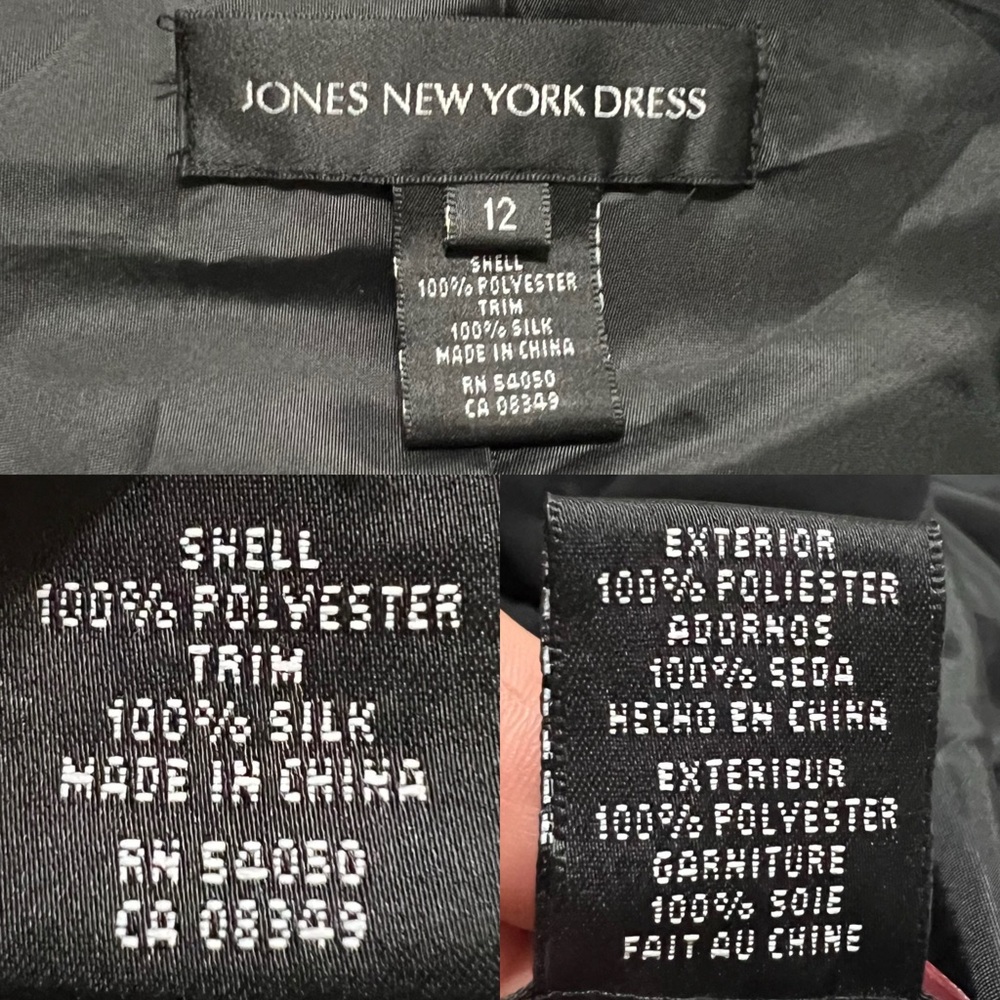 JONES NEW YORK DRESS
12
SHELL
100% POLYESTER
TRIM
100% SILK
MADE IN CHINA
RN 54050
CA 08349
SHELL
100% POLYESTER
TRIM
100% SILK
MADE IN CHINA
RN 54050
CA 08349
EXTERIOR
100% POLIESTER
ADORNOS
100% SEDA
HECHO EN CHINA
EXTERIEUR
100% POLYESTER
GARNITURE
100% SOIE
FAIT AU CHINE